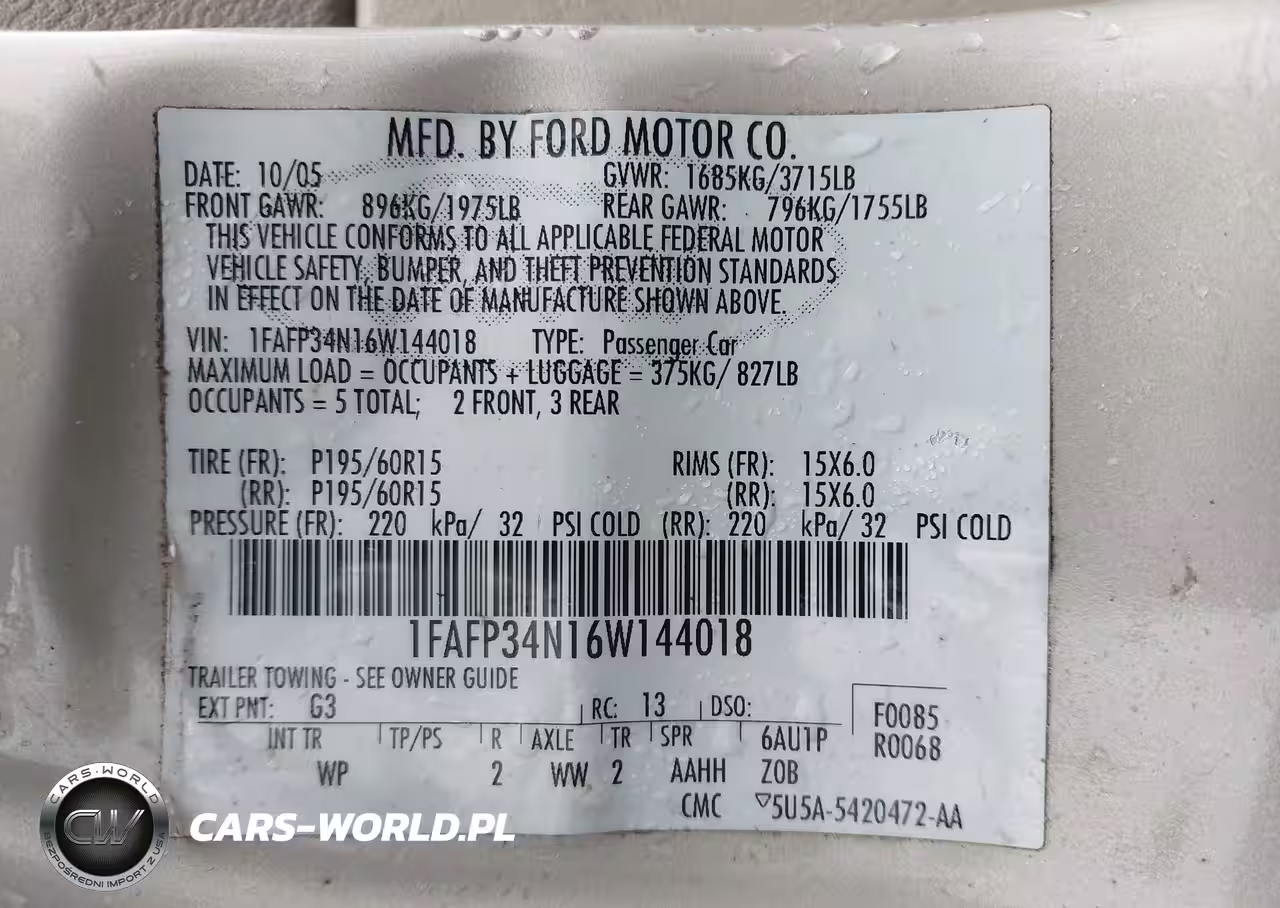 MFD. BY FORD MOTOR CO.
DATE: 10/05 GVWR: 1685KG/3715LB
FRONT GAWR: 896KG/1975LB REAR GAWR: 796KG/1755LB
THIS VEHICLE CONFORMS TO ALL APPLICABLE FEDERAL MOTOR
VEHICLE SAFETY, BUMPER, AND THEFT PREVENTION STANDARDS
IN EFFECT ON THE DATE OF MANUFACTURE SHOWN ABOVE.
VIN: 1FAFP34N16W144018 TYPE: Passenger Car
MAXIMUM LOAD = OCCUPANTS + LUGGAGE = 375KG/ 827LB
OCCUPANTS = 5 TOTAL; 2 FRONT, 3 REAR
TIRE (FR): P195/60R15 RIMS (FR): 15X6.0
(RR): P195/60R15 (RR): 15X6.0
PRESSURE (FR): 220 kPa/ 32 PSI COLD (RR): 220 kPa/ 32 PSI COLD
1FAFP34N16W144018
TRAILER TOWING - SEE OWNER GUIDE
EXT PNT: G3 RC: 13 DSO: F0085
INT TR TP/PS R AXLE TR SPR 6AU1P R0068
WP 2 WW 2 AAHH ZOB
CMC ▽5U5A-5420472-AA
CARS-WORLD
CW
BEZPOŚREDNI IMPORT Z USA
CARS-WORLD.PL